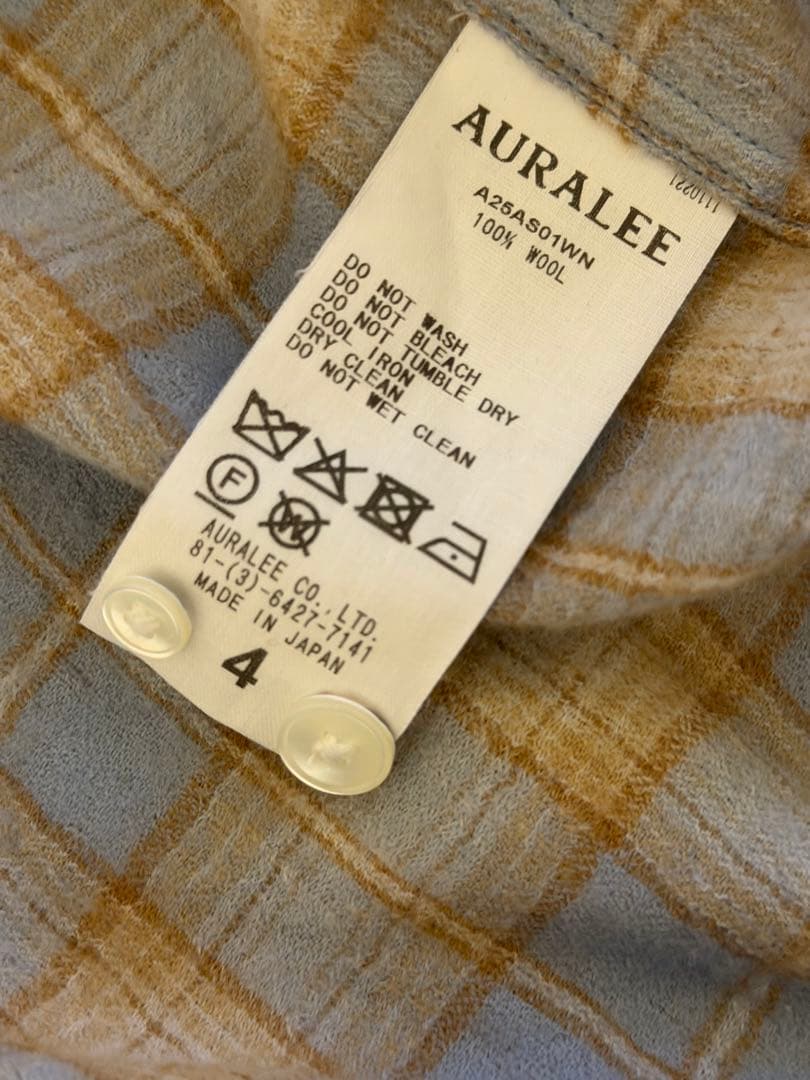 AURALEE
1110221
A25AS01WN
100% WOOL
DO NOT WASH
DO NOT BLEACH
DO NOT TUMBLE DRY
COOL IRON
DRY CLEAN
DO NOT WET CLEAN
F
W
AURALEE CO., LTD.
81-(3)-6427-7141
MADE IN JAPAN
4